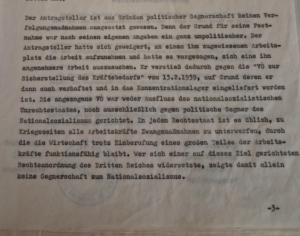 Der Antragsteller ist aus Gründen politischer Gegnerschaft keinen Ver-
folgungsmassnahmen ausgesetzt gewesen. Denn der Grund für seine Fest-
nahme war nach seinen eigenen Angaben ein ganz unpolitischer. Der
Antragsteller hatte sich geweigert, an einem ihm zugewiesenen Arbeits-
platz die Arbeit aufzunehmen und hatte es vorgezogen, sich eine ihm
angenehmere Arbeit auszusuchen. Er verstieß dadurch gegen die "VO zur
Sicherstellung des Kräftebedarfs" vom 13.2.1939, auf Grund deren er
dann auch verhaftet und in das Konzentrationslager eingeliefert worden
ist. Die angezogene VO war weder Ausfluss des nationalsozialistischen
Unrechtsstaates, noch ausschließlich gegen politische Gegner des
Nationalsozialismus gerichtet. In jedem Rechtsstaat ist es üblich, zu
Kriegszeiten alle Arbeitskräfte Zwangsmaßnahmen zu unterwerfen, durch
die die Wirtschaft trotz Einberufung eines großen Teiles der Arbeits-
kräfte funktionsfähig bleibt. Wer sich einer auf dieses Ziel gerichteten
Rechtsanordnung des Dritten Reiches widersetzte, zeigte damit allein
keine Gegnerschaft zum Nationalsozialismus.
-3-